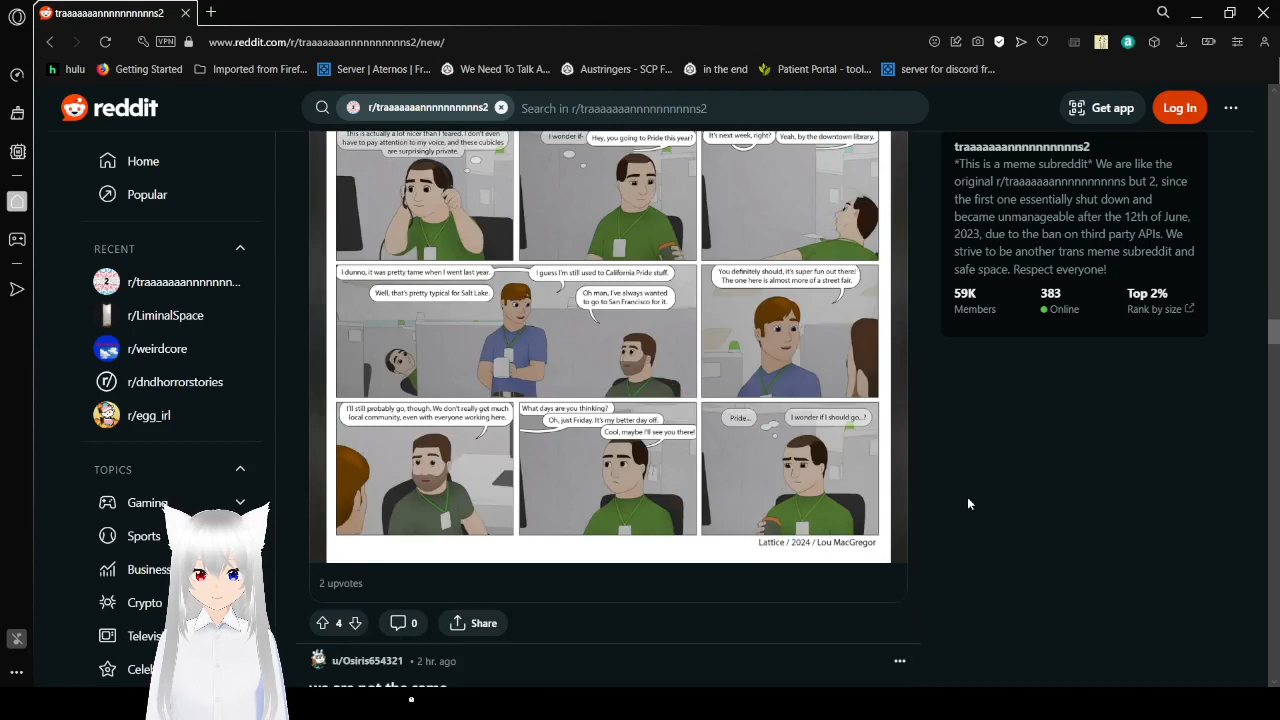 traaaaaaannnnnnnnnns2
VPN
www.reddit.com/r/traaaaaaannnnnnnnnns2/new/
hulu
Getting Started
Imported from Firef...
Server | Aternos | Fr...
We Need To Talk A...
Austringers - SCP F...
in the end
Patient Portal - tool...
server for discord fr...
reddit
r/traaaaaaannnnnnnnnns2
Search in r/traaaaaaannnnnnnnnns2
Get app
Log In
Home
Popular
RECENT
r/traaaaaaannnnnnn...
r/LiminalSpace
r/weirdcore
r/dndhorrorstories
r/egg_irl
TOPICS
Gaming
Sports
Business
Crypto
Televis
Celeb
This is actually a lot nicer than I feared. I don't even
have to pay attention to my voice, and these cubicles
are surprisingly private.
I wonder if-
Hey, you going to Pride this year?
It's next week, right?
Yeah, by the downtown library.
I dunno, it was pretty tame when I went last year.
Well, that's pretty typical for Salt Lake.
I guess I'm still used to California Pride stuff.
Oh man, I've always wanted
to go to San Francisco for it.
You definitely should, it's super fun out there!
The one here is almost more of a street fair.
I'll still probably go, though. We don't really get much
local community, even with everyone working here.
What days are you thinking?
Oh, just Friday. It's my better day off.
Cool, maybe I'll see you there!
Pride...
I wonder if I should go...?
Lattice / 2024 / Lou MacGregor
2 upvotes
4
0
Share
u/Osiris654321
• 2 hr. ago
we are not the same
traaaaaaannnnnnnnnns2
*This is a meme subreddit* We are like the
original r/traaaaaaannnnnnnnnns but 2, since
the first one essentially shut down and
became unmanageable after the 12th of June,
2023, due to the ban on third party APIs. We
strive to be another trans meme subreddit and
safe space. Respect everyone!
59K
Members
383
Online
Top 2%
Rank by size